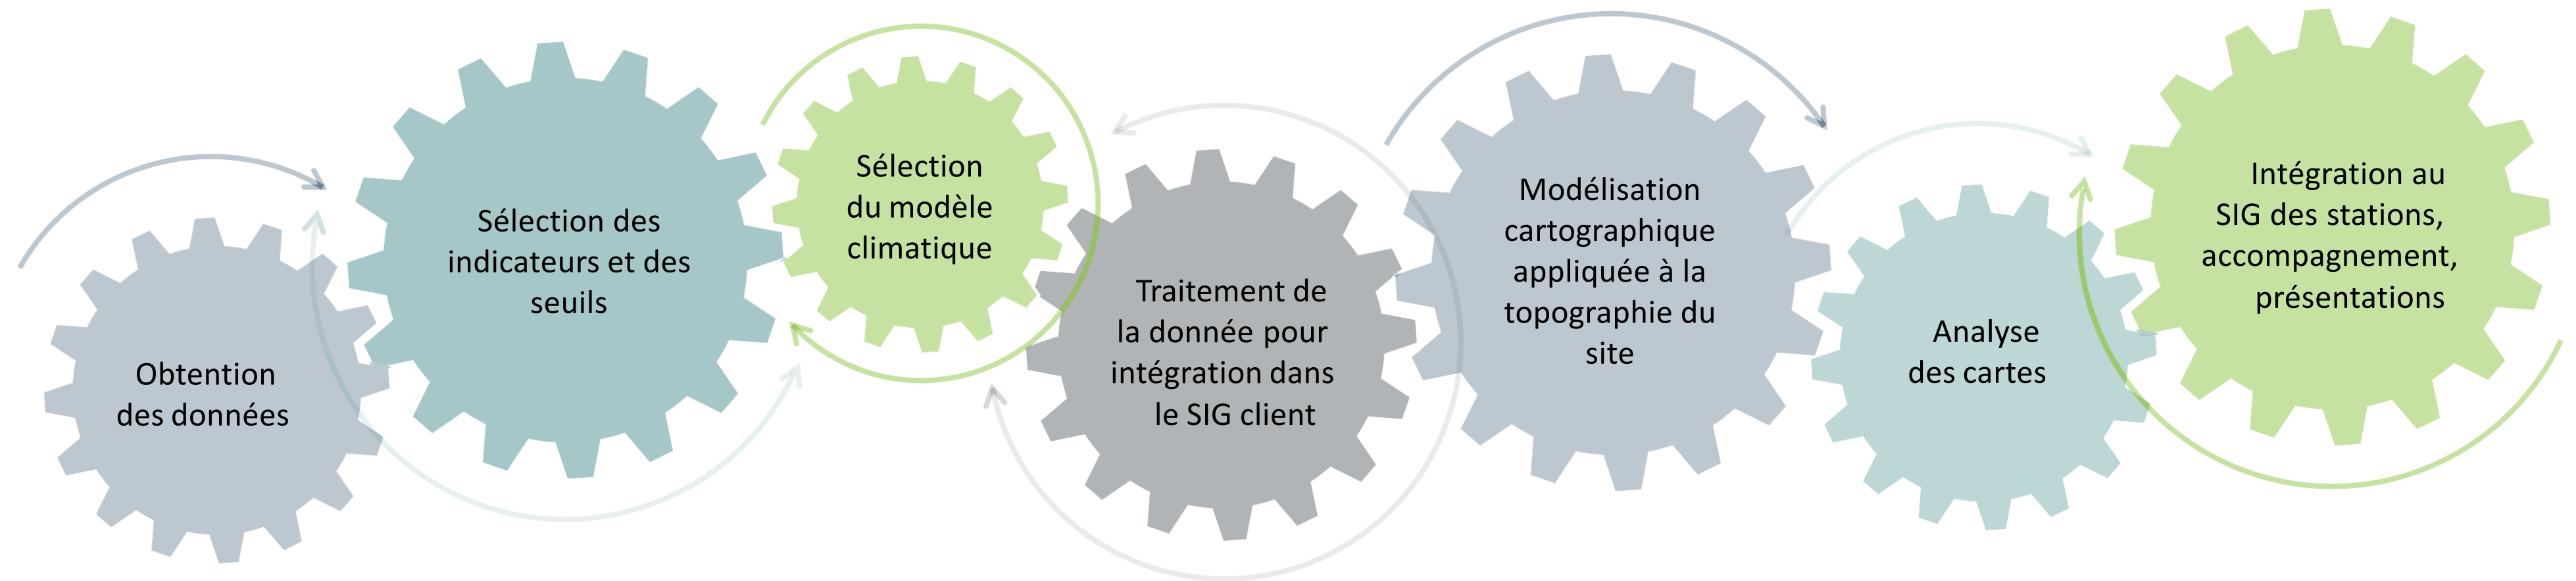 Obtention
des données
Sélection des
indicateurs et des
seuils
Sélection
du modèle
climatique
Traitement de
la donnée pour
intégration dans
le SIG client
Modélisation
cartographique
appliquée à la
topographie du
site
Analyse
des cartes
Intégration au
SIG des stations,
accompagnement,
présentations